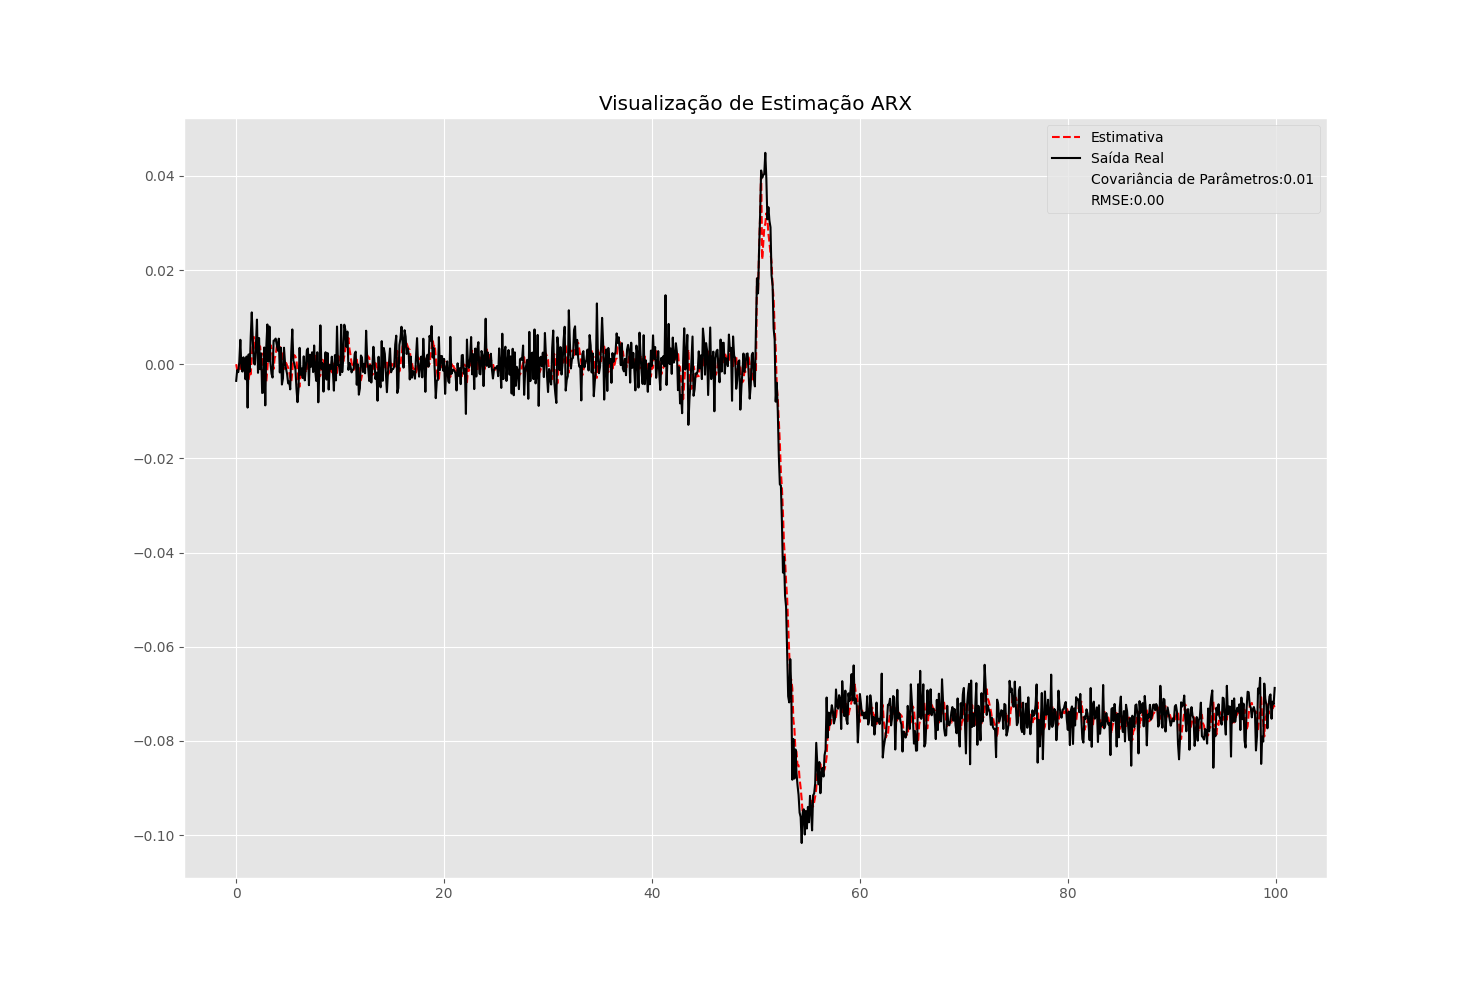 Visualização de Estimação ARX
Estimativa
Saída Real
Covariância de Parâmetros:0.01
RMSE:0.00
0.04
0.02
0.00
−0.02
−0.04
−0.06
−0.08
−0.10
0 20 40 60 80 100